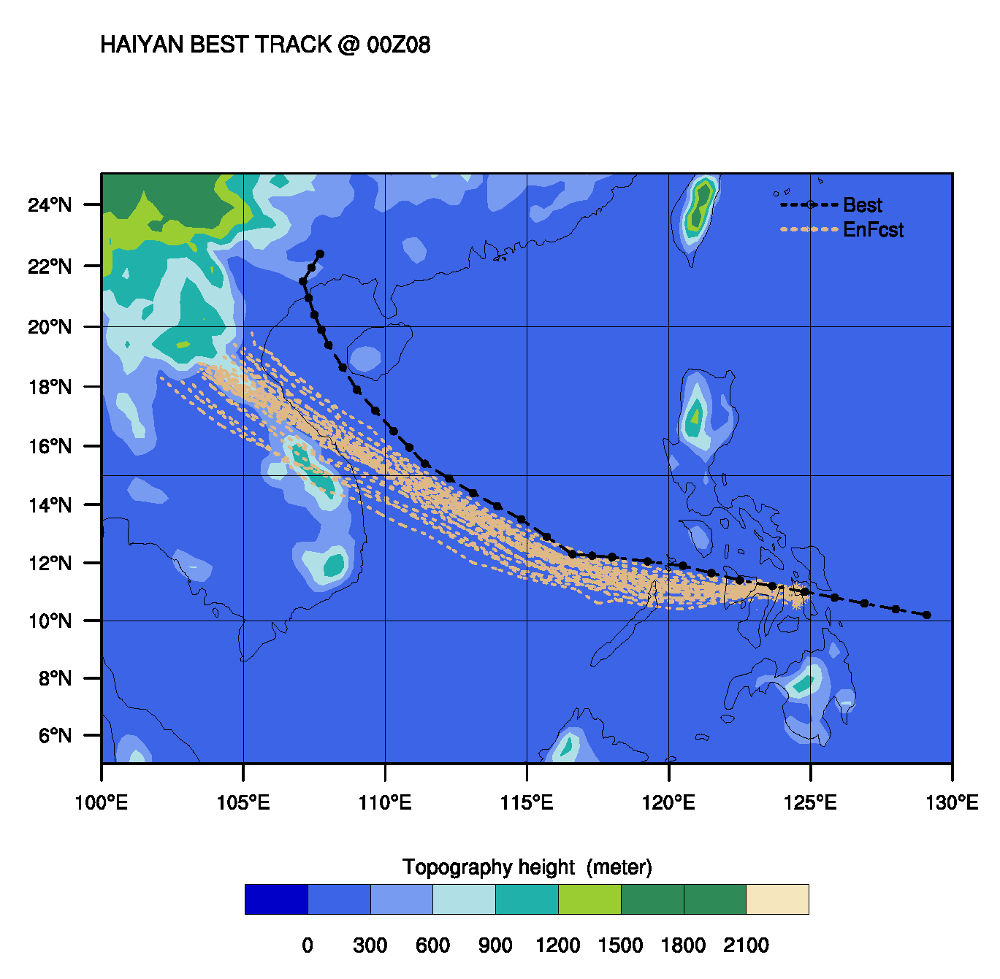 HAIYAN BEST TRACK @ 00Z08
Best
EnFcst
24°N
22°N
20°N
18°N
16°N
14°N
12°N
10°N
8°N
6°N
100°E 105°E 110°E 115°E 120°E 125°E 130°E
Topography height (meter)
0 300 600 900 1200 1500 1800 2100